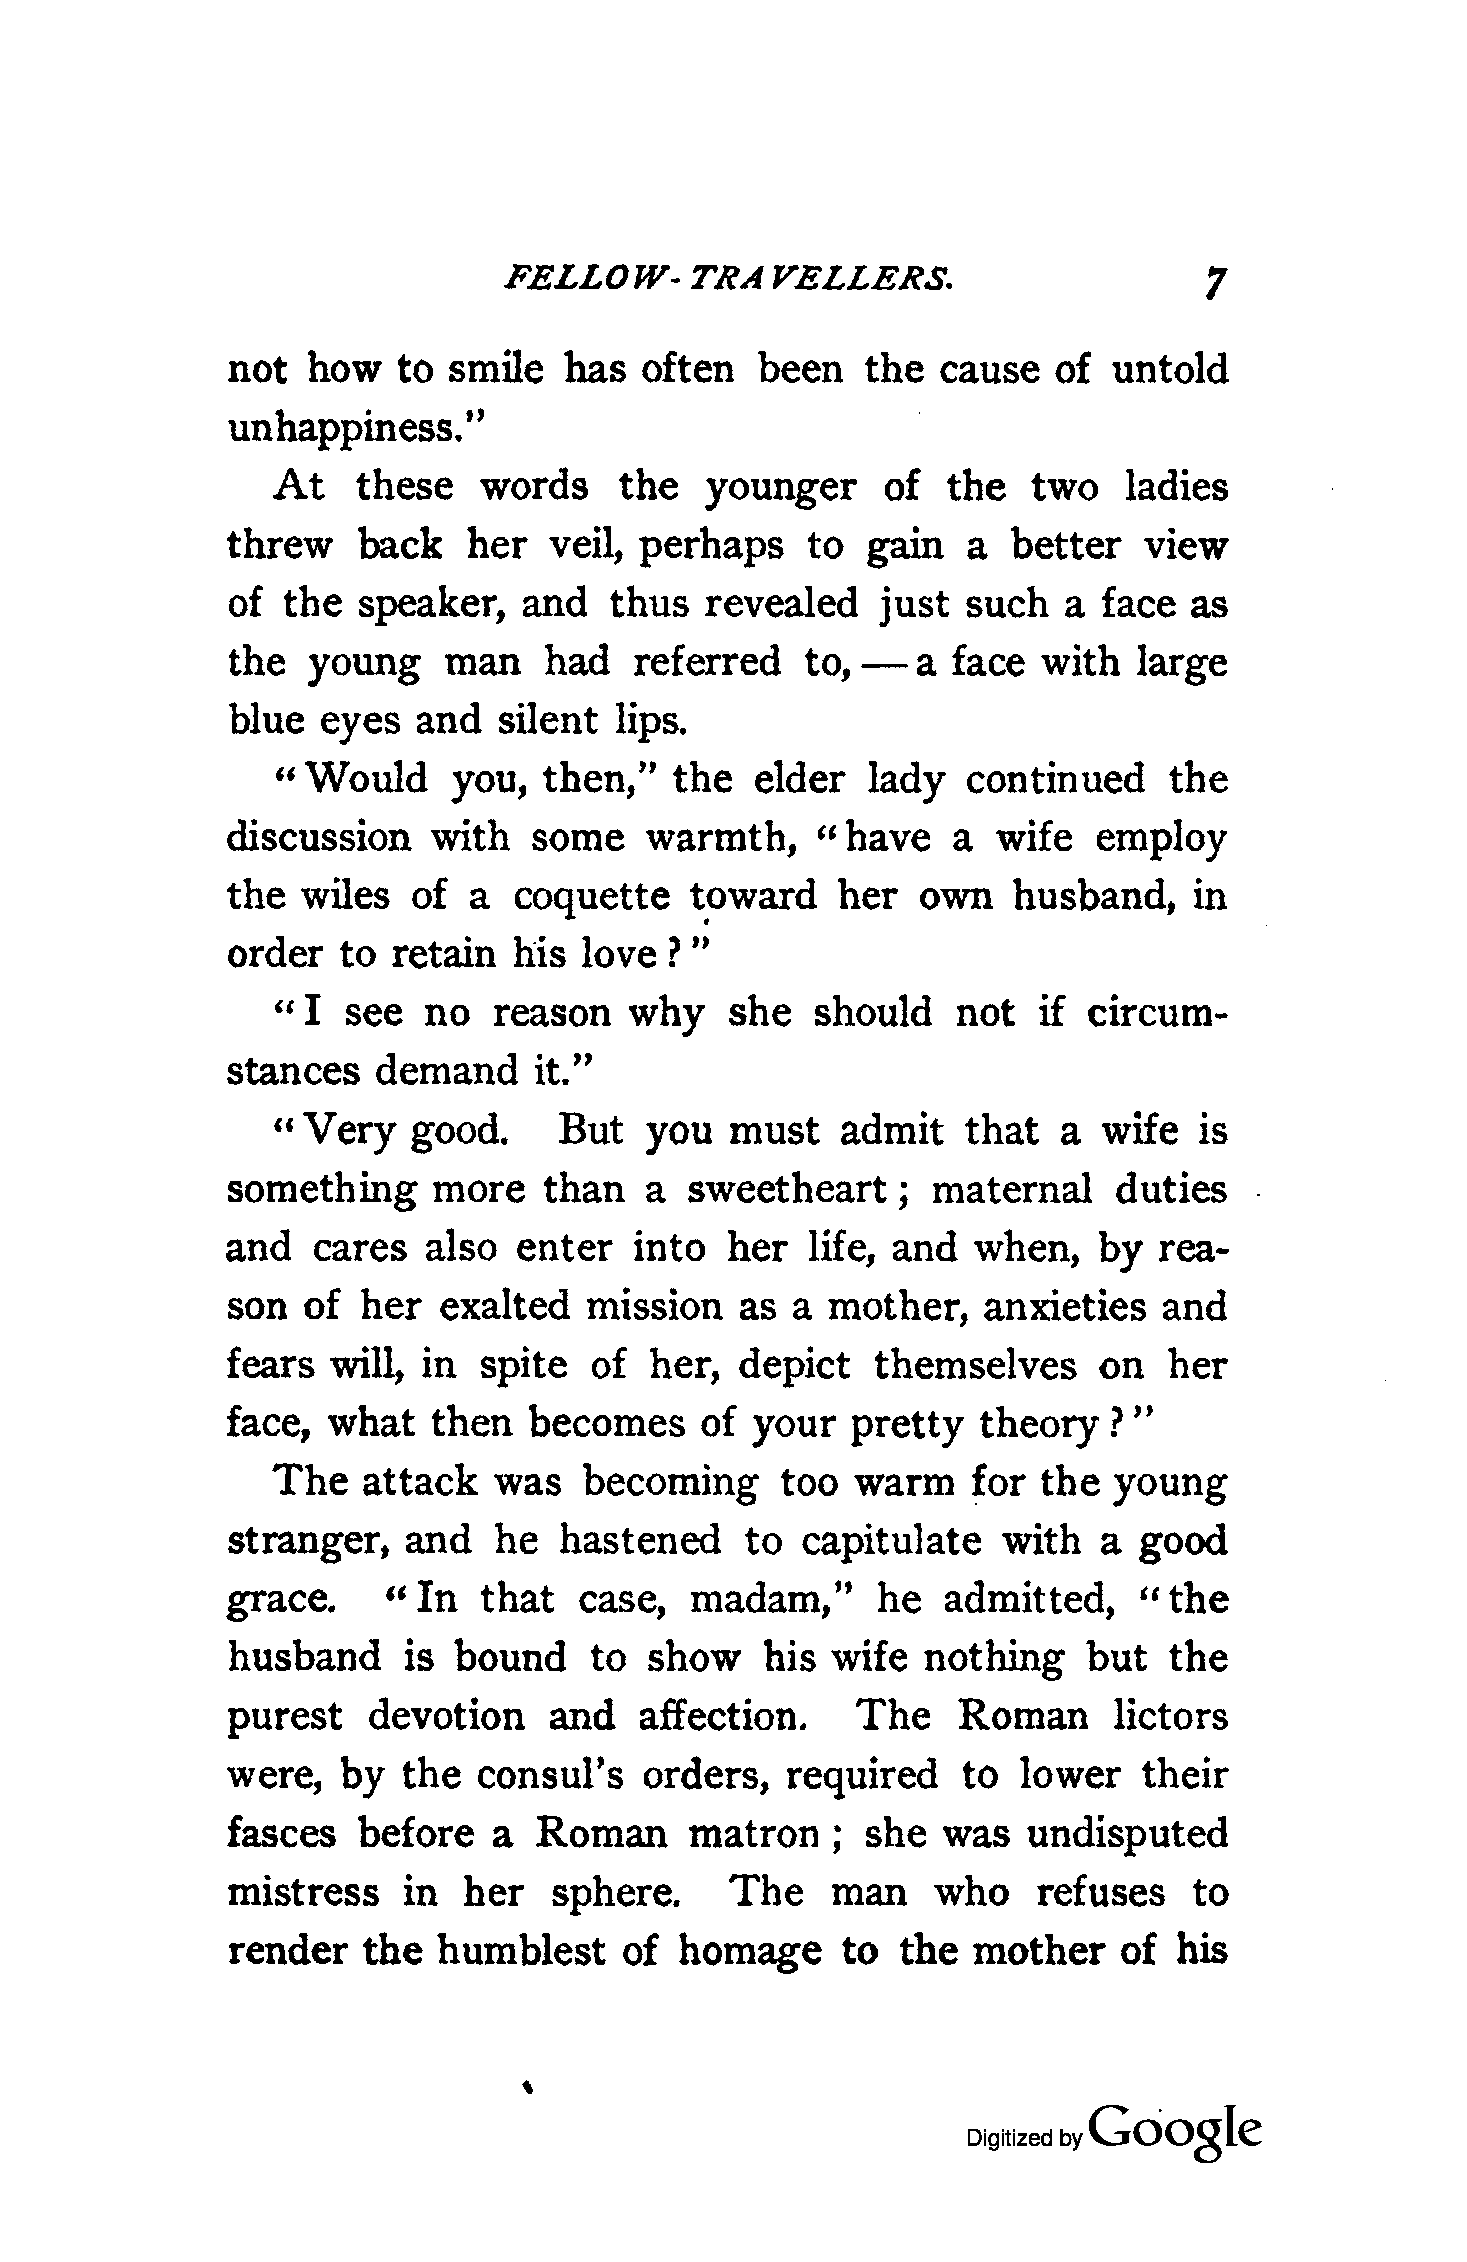 FELLOW-TRAVELLERS. 7
not how to smile has often been the cause of untold
unhappiness."
At these words the younger of the two ladies
threw back her veil, perhaps to gain a better view
of the speaker, and thus revealed just such a face as
the young man had referred to, — a face with large
blue eyes and silent lips.
"Would you, then," the elder lady continued the
discussion with some warmth, "have a wife employ
the wiles of a coquette toward her own husband, in
order to retain his love?"
"I see no reason why she should not if circum-
stances demand it."
"Very good. But you must admit that a wife is
something more than a sweetheart; maternal duties
and cares also enter into her life, and when, by rea-
son of her exalted mission as a mother, anxieties and
fears will, in spite of her, depict themselves on her
face, what then becomes of your pretty theory?"
The attack was becoming too warm for the young
stranger, and he hastened to capitulate with a good
grace. "In that case, madam," he admitted, "the
husband is bound to show his wife nothing but the
purest devotion and affection. The Roman lictors
were, by the consul's orders, required to lower their
fasces before a Roman matron; she was undisputed
mistress in her sphere. The man who refuses to
render the humblest of homage to the mother of his
Digitized by Google